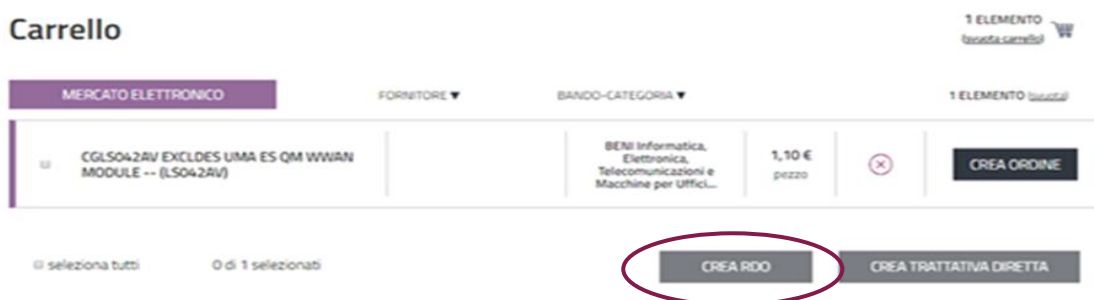 Carrello
1 ELEMENTO
(svuota carrello)
MERCATO ELETTRONICO
FORNITORE ▼
BANDO-CATEGORIA ▼
1 ELEMENTO (svuota)
CGLS042AV EXCLDES UMA ES QM WWAN
MODULE -- (LS042AV)
BENI Informatica,
Elettronica,
Telecomunicazioni e
Macchine per Uffici...
1,10 €
pezzo
CREA ORDINE
seleziona tutti
0 di 1 selezionati
CREA RDO
CREA TRATTATIVA DIRETTA